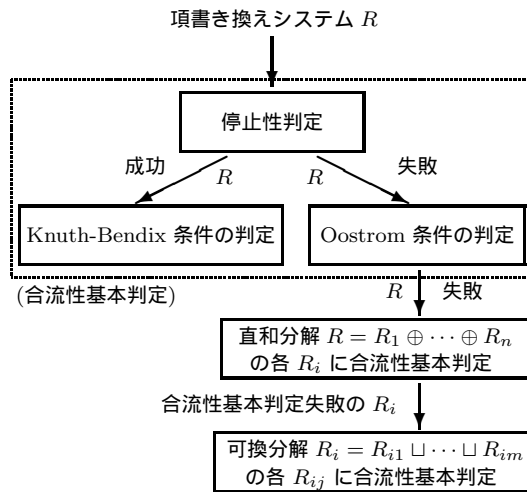 項書き換えシステム R
停止性判定
成功
R
R
失敗
Knuth-Bendix 条件の判定
Oostrom 条件の判定
(合流性基本判定)
R
失敗
直和分解 R = R₁ ⊕ ⋯ ⊕ Rₙ
の各 Rᵢ に合流性基本判定
合流性基本判定失敗の Rᵢ
可換分解 Rᵢ = Rᵢ₁ ⊔ ⋯ ⊔ Rᵢₘ
の各 Rᵢⱼ に合流性基本判定